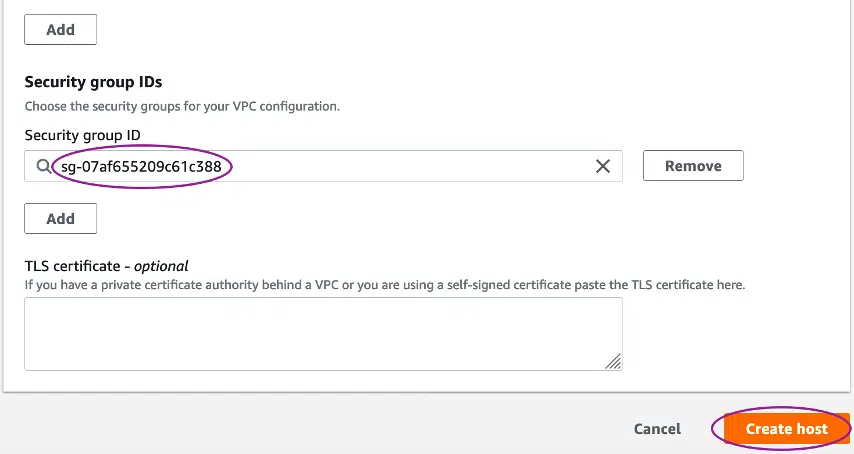 Add
Security group IDs
Choose the security groups for your VPC configuration.
Security group ID
sg-07af655209c61c388
Remove
Add
TLS certificate - optional
If you have a private certificate authority behind a VPC or you are using a self-signed certificate paste the TLS certificate here.
Cancel
Create host